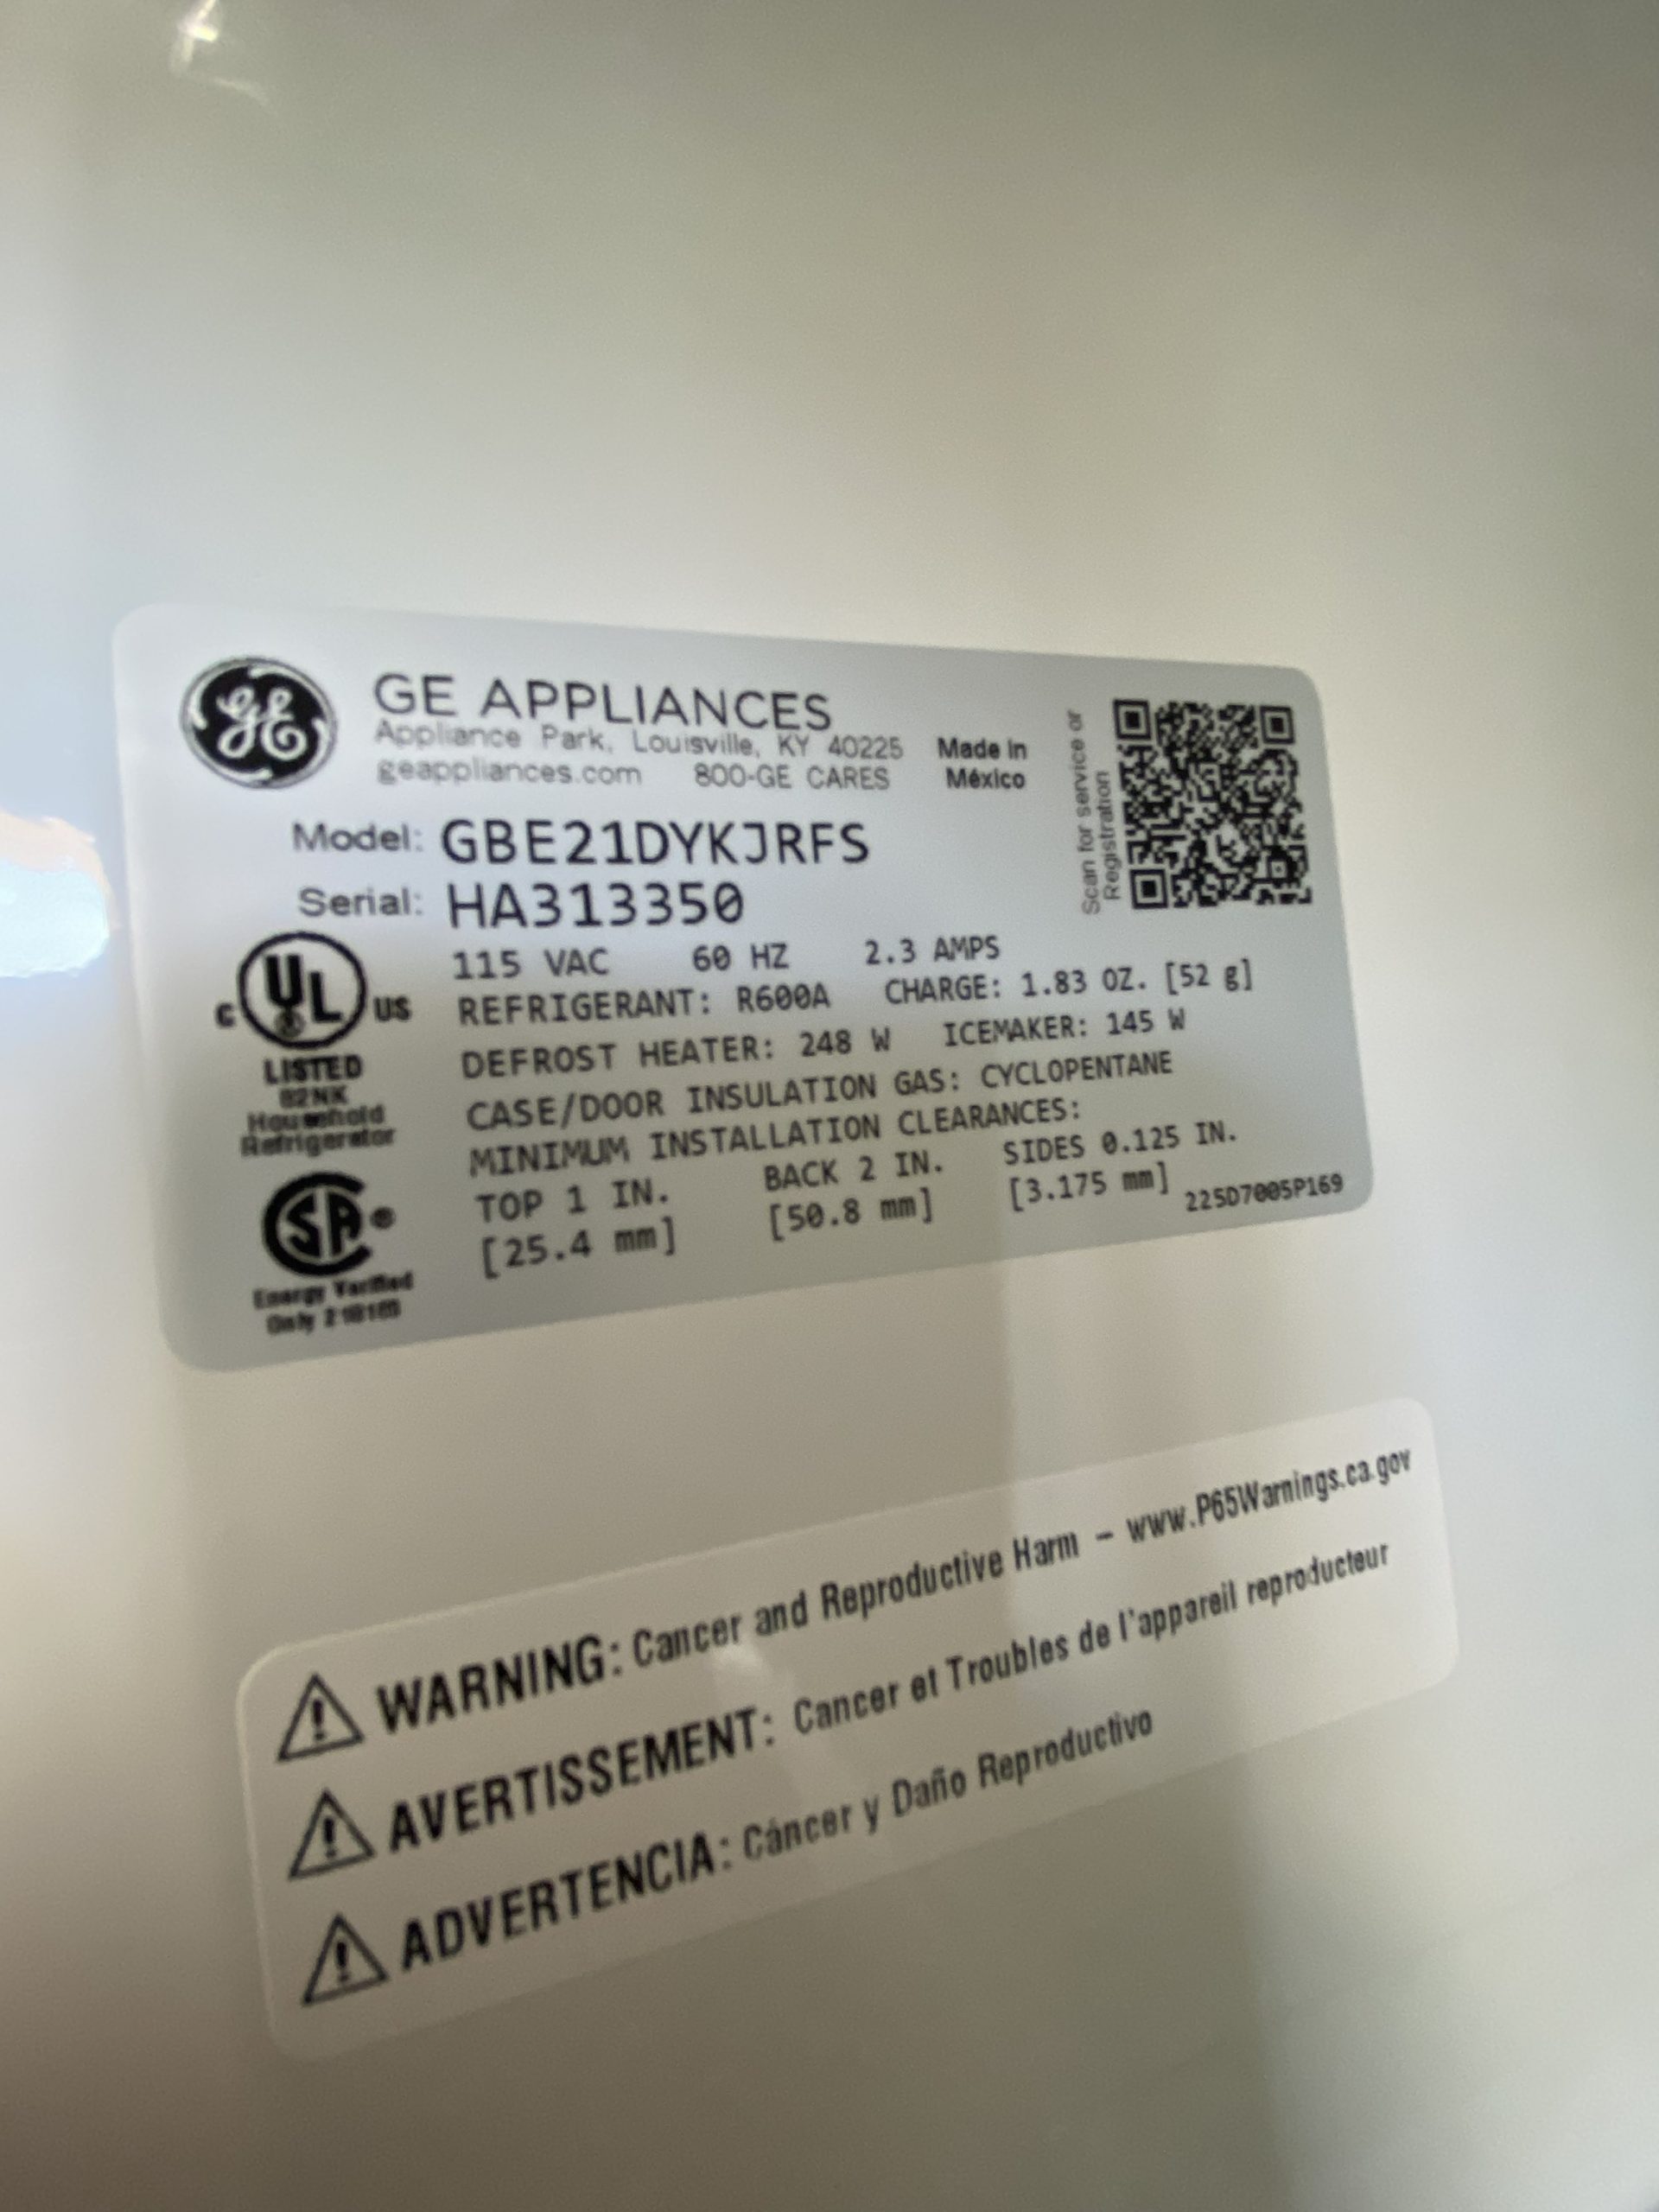 GE APPLIANCES
Appliance Park, Louisville, KY 40225
geappliances.com 800-GE CARES
Made in
México
Scan for service or
Registration
Model: GBE21DYKJRFS
Serial: HA313350
115 VAC 60 HZ 2.3 AMPS
REFRIGERANT: R600A CHARGE: 1.83 OZ. [52 g]
DEFROST HEATER: 248 W ICEMAKER: 145 W
CASE/DOOR INSULATION GAS: CYCLOPENTANE
MINIMUM INSTALLATION CLEARANCES:
TOP 1 IN. BACK 2 IN. SIDES 0.125 IN.
[25.4 mm] [50.8 mm] [3.175 mm]
225D7005P169
C UL US
®
LISTED
82NK
Household
Refrigerator
SA ®
Energy Verified
Only
WARNING: Cancer and Reproductive Harm – www.P65Warnings.ca.gov
AVERTISSEMENT: Cancer et Troubles de l'appareil reproducteur
ADVERTENCIA: Cáncer y Daño Reproductivo